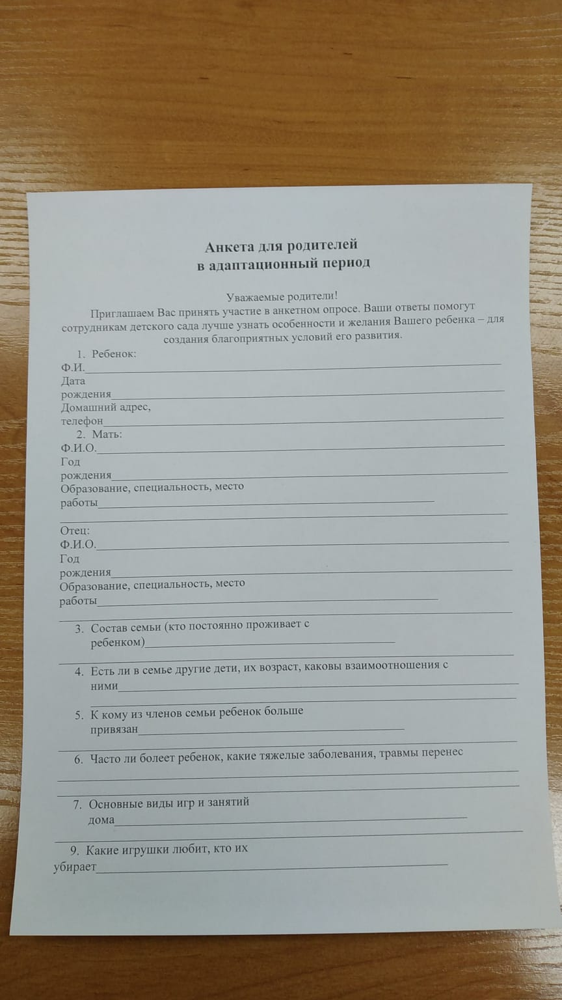 Анкета для родителей
в адаптационный период
Уважаемые родители!
Приглашаем Вас принять участие в анкетном опросе. Ваши ответы помогут
сотрудникам детского сада лучше узнать особенности и желания Вашего ребенка – для
создания благоприятных условий его развития.
1. Ребенок:
Ф.И.
Дата
рождения
Домашний адрес,
телефон
2. Мать:
Ф.И.О.
Год
рождения
Образование, специальность, место
работы
Отец:
Ф.И.О.
Год
рождения
Образование, специальность, место
работы
3. Состав семьи (кто постоянно проживает с
ребенком)
4. Есть ли в семье другие дети, их возраст, каковы взаимоотношения с
ними
5. К кому из членов семьи ребенок больше
привязан
6. Часто ли болеет ребенок, какие тяжелые заболевания, травмы перенес
7. Основные виды игр и занятий
дома
9. Какие игрушки любит, кто их
убирает